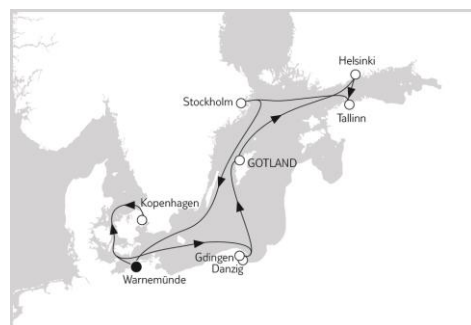 Helsinki
Stockholm
Tallinn
GOTLAND
Kopenhagen
Gdingen
Danzig
Warnemünde